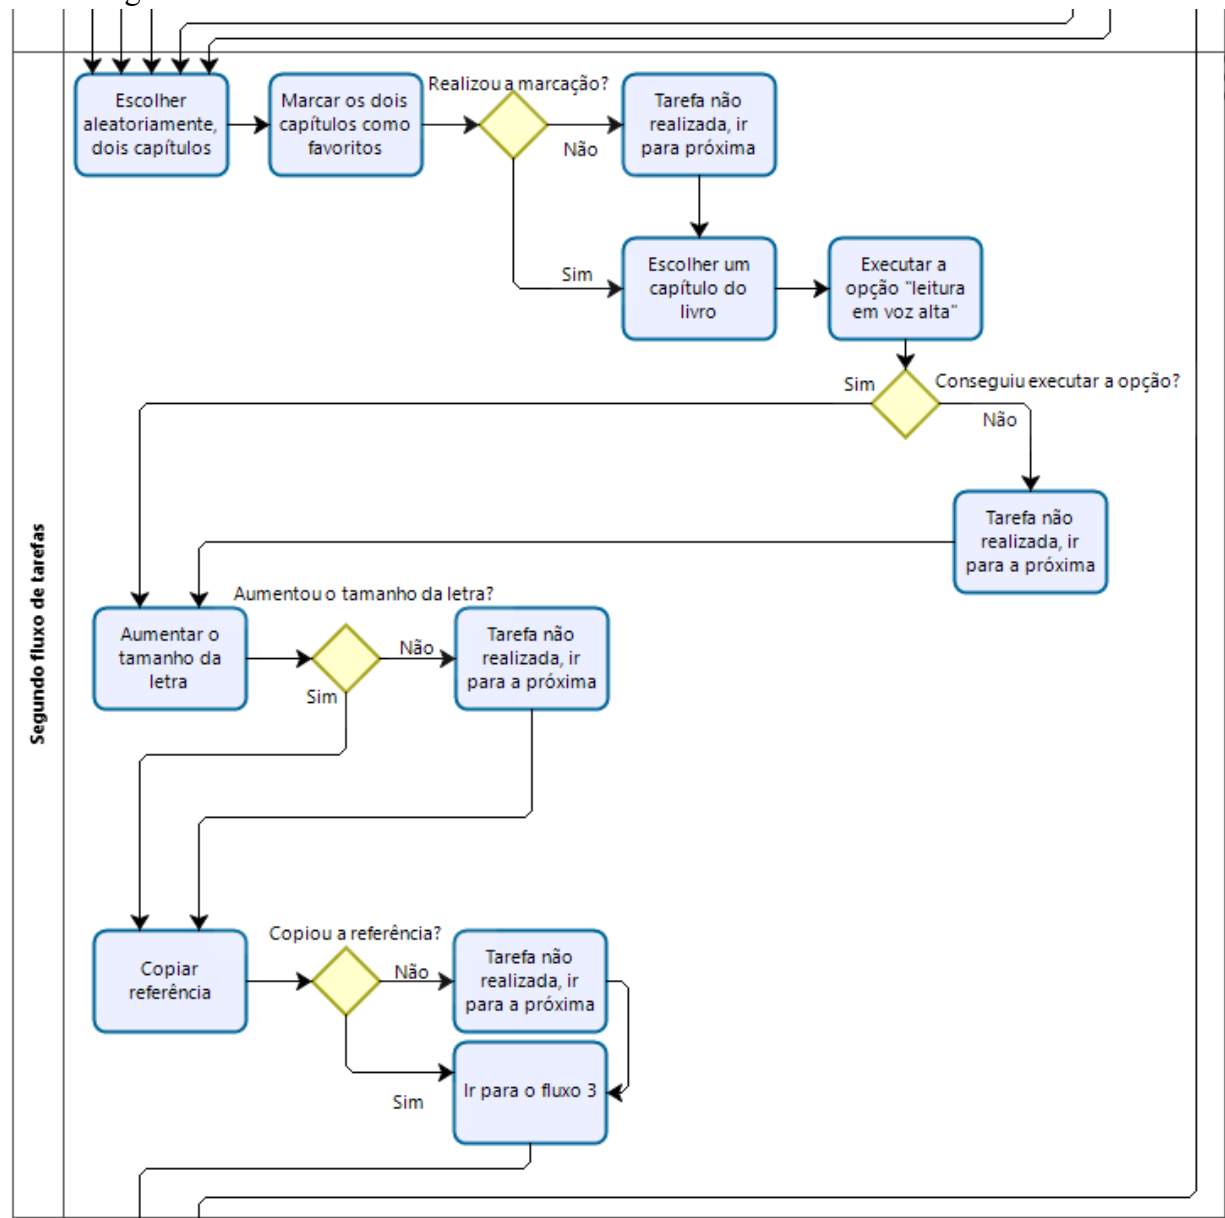 Segundo fluxo de tarefas
Escolher
aleatoriamente,
dois capítulos
Marcar os dois
capítulos como
favoritos
Realizou a marcação?
Não
Sim
Tarefa não
realizada, ir
para próxima
Escolher um
capítulo do
livro
Executar a
opção "leitura
em voz alta"
Conseguiu executar a opção?
Sim
Não
Tarefa não
realizada, ir
para a próxima
Aumentar o
tamanho da
letra
Aumentou o tamanho da letra?
Não
Sim
Tarefa não
realizada, ir
para a próxima
Copiar
referência
Copiou a referência?
Não
Sim
Tarefa não
realizada, ir
para a próxima
Ir para o fluxo 3